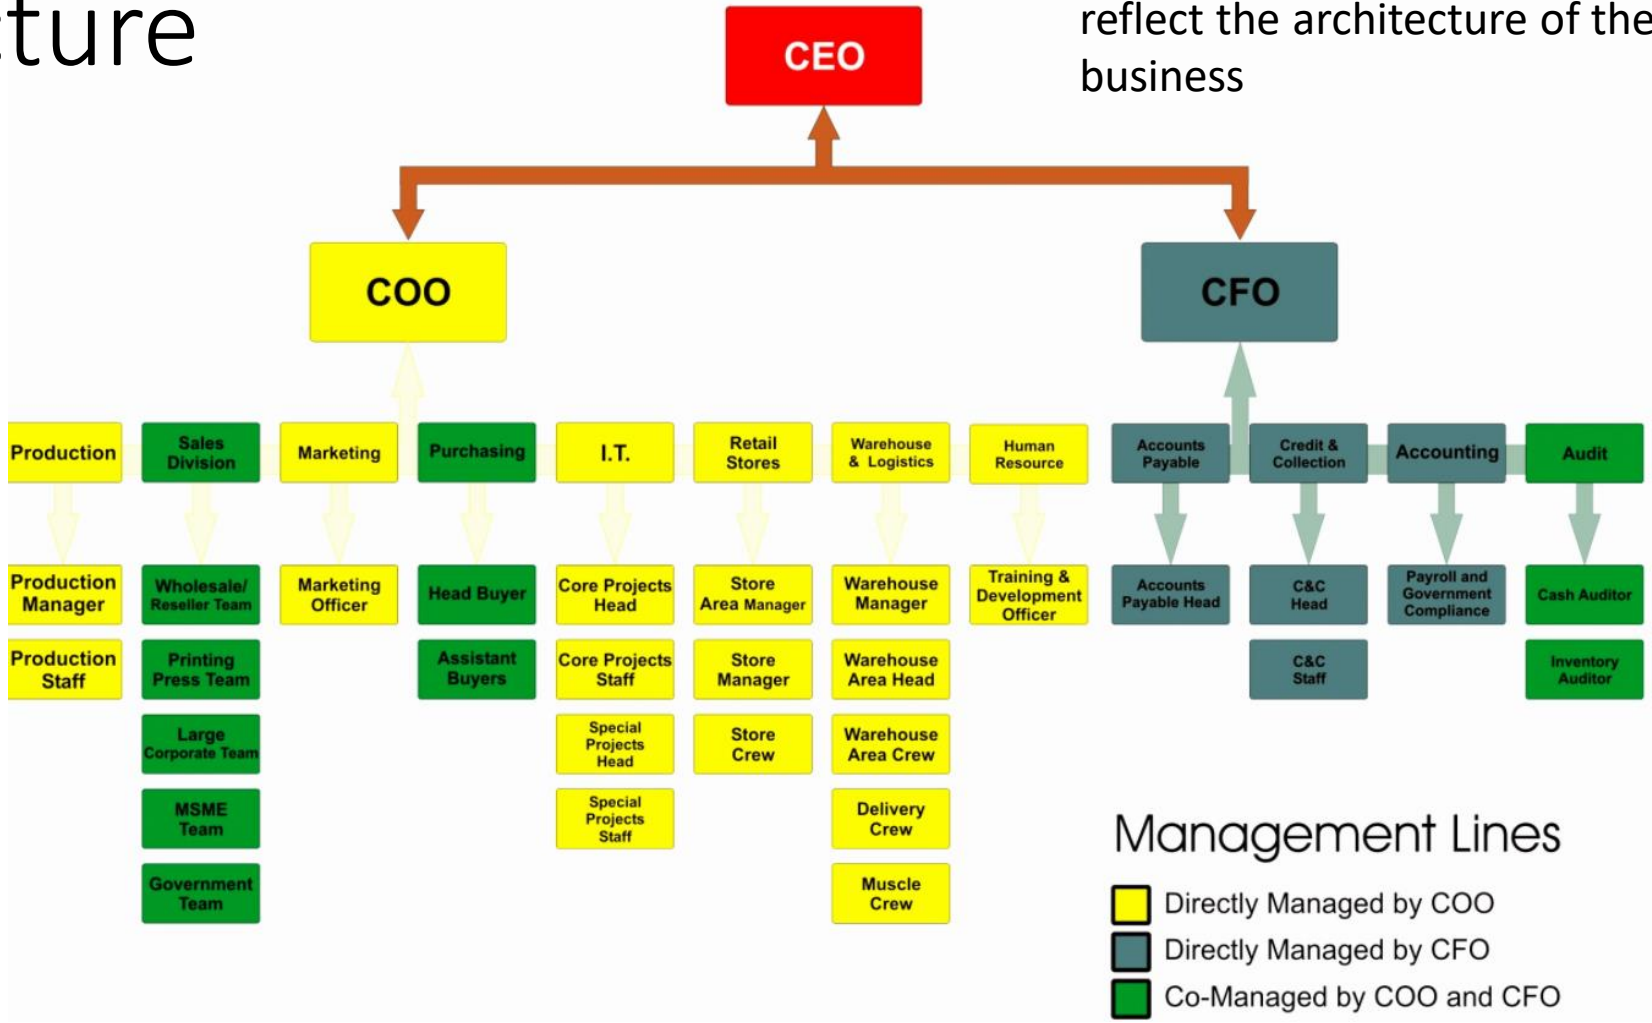 cture
reflect the architecture of the
business
CEO
COO
CFO
Production
Sales
Division
Marketing
Purchasing
I.T.
Retail
Stores
Warehouse
& Logistics
Human
Resource
Accounts
Payable
Credit &
Collection
Accounting
Audit
Production
Manager
Wholesale/
Reseller Team
Marketing
Officer
Head Buyer
Core Projects
Head
Store
Area Manager
Warehouse
Manager
Training &
Development
Officer
Accounts
Payable Head
C&C
Head
Payroll and
Government
Compliance
Cash Auditor
Production
Staff
Printing
Press Team
Assistant
Buyers
Core Projects
Staff
Store
Manager
Warehouse
Area Head
C&C
Staff
Inventory
Auditor
Large
Corporate Team
Special
Projects
Head
Store
Crew
Warehouse
Area Crew
MSME
Team
Special
Projects
Staff
Delivery
Crew
Government
Team
Muscle
Crew
Management Lines
Directly Managed by COO
Directly Managed by CFO
Co-Managed by COO and CFO